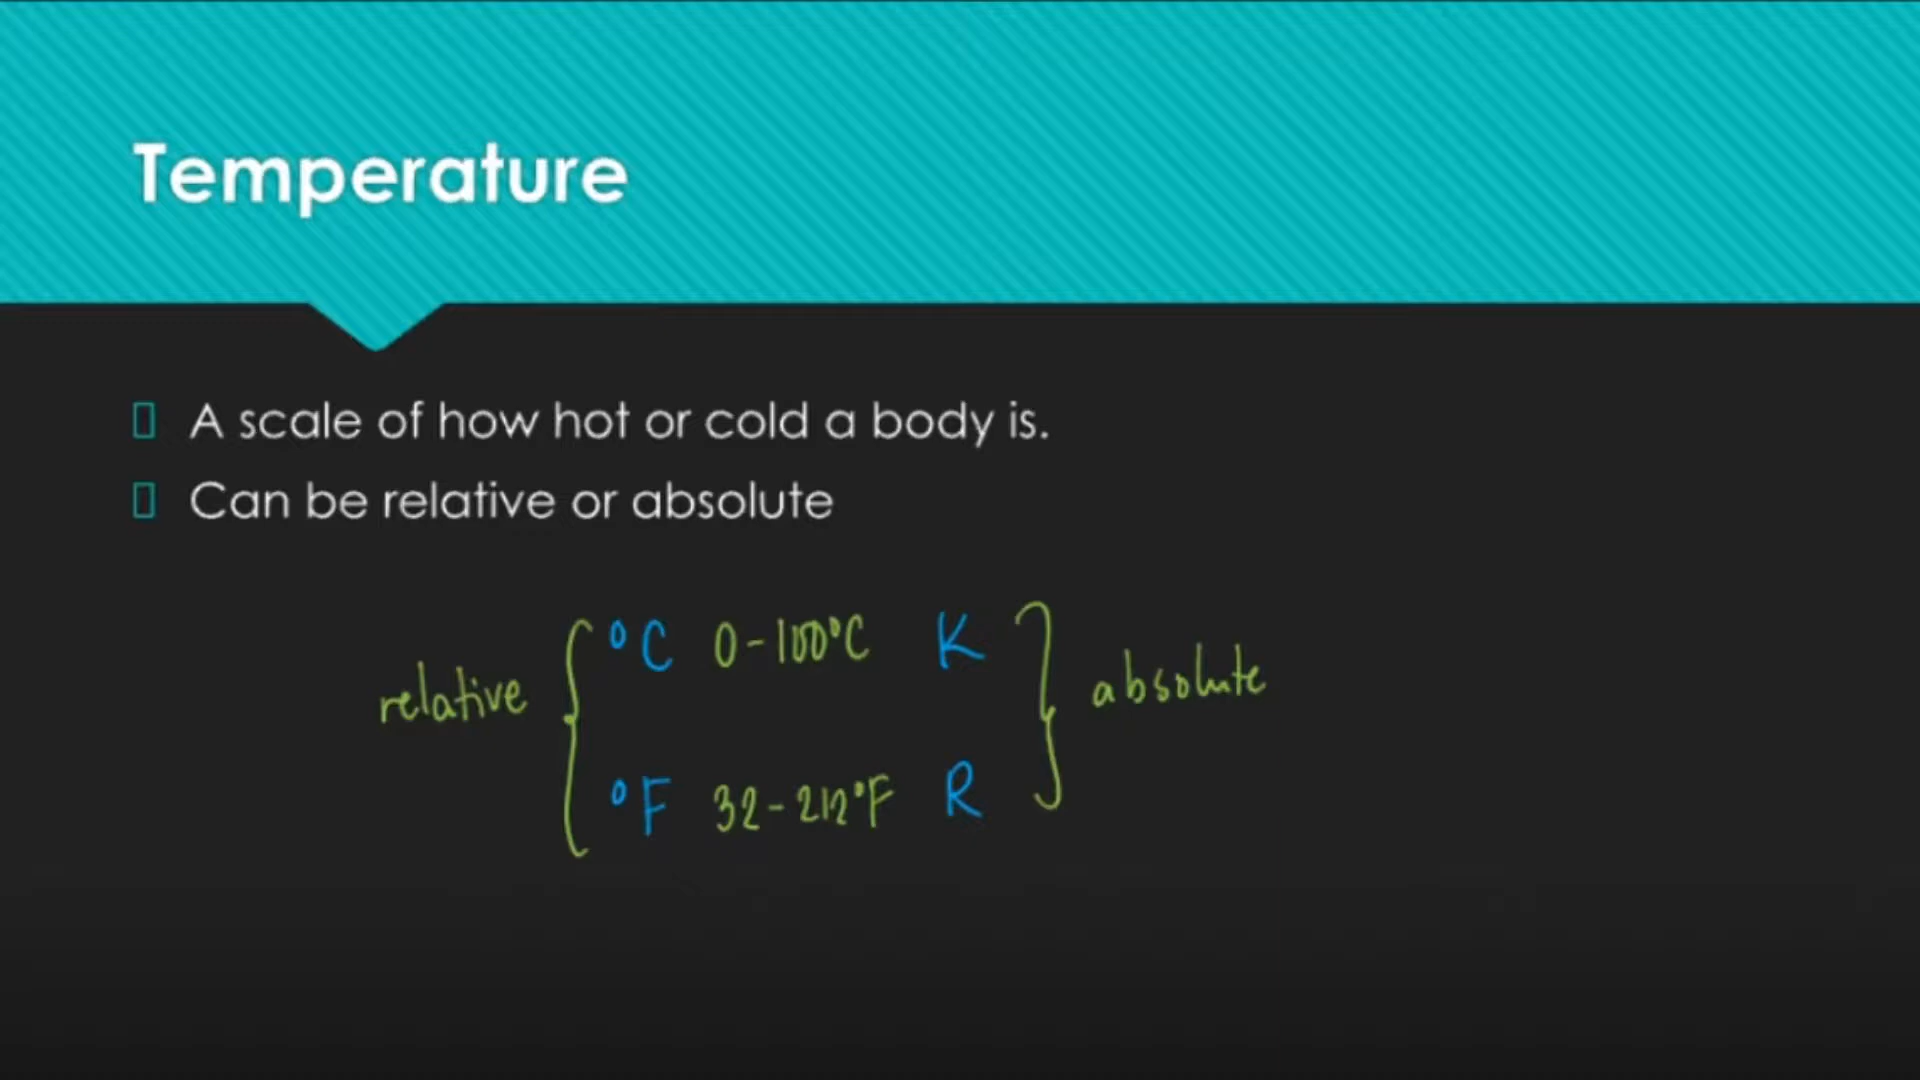 Temperature
A scale of how hot or cold a body is.
Can be relative or absolute
°C 0-100°C K
relative absolute
°F 32-212°F R